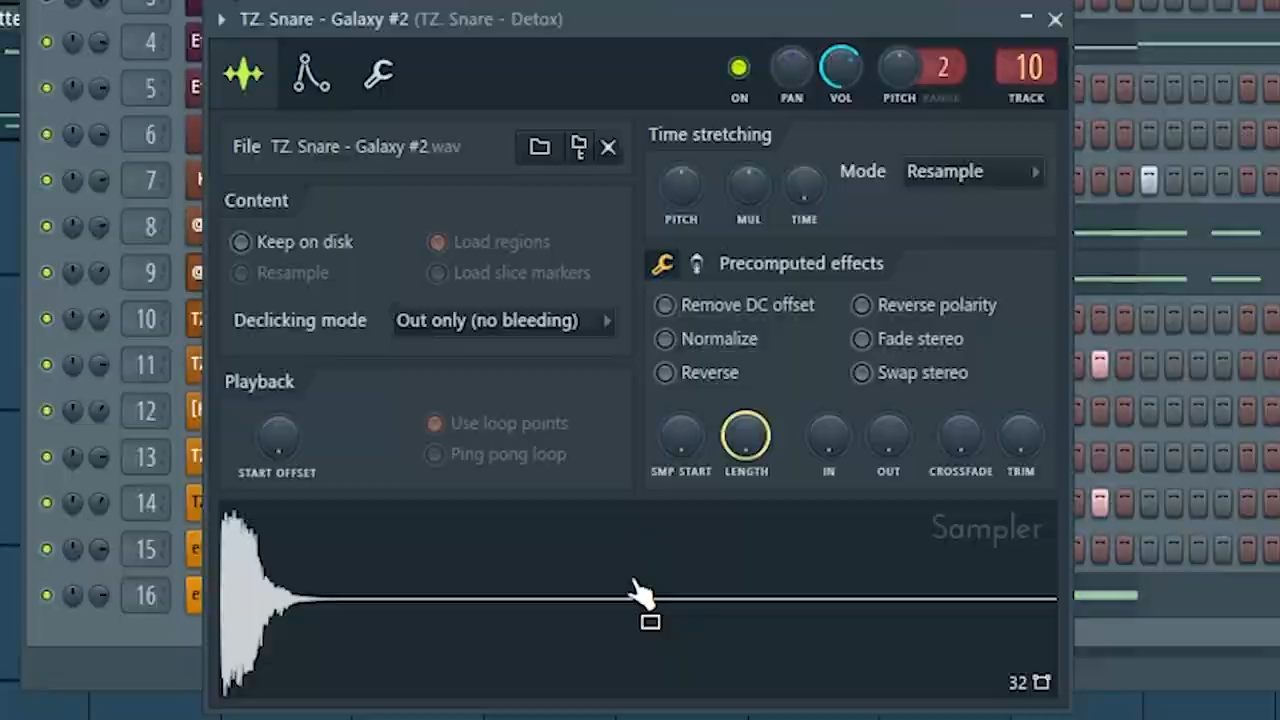 TZ. Snare - Galaxy #2 (TZ. Snare - Detox)
4
5
6
7
8
9
10
11
12
13
14
15
16
ON
PAN
VOL
PITCH
2
RANGE
10
TRACK
File TZ. Snare - Galaxy #2.wav
Content
Keep on disk
Load regions
Resample
Load slice markers
Declicking mode
Out only (no bleeding)
Playback
START OFFSET
Use loop points
Ping pong loop
Time stretching
PITCH
MUL
TIME
Mode
Resample
Precomputed effects
Remove DC offset
Reverse polarity
Normalize
Fade stereo
Reverse
Swap stereo
SMP START
LENGTH
IN
OUT
CROSSFADE
TRIM
Sampler
32